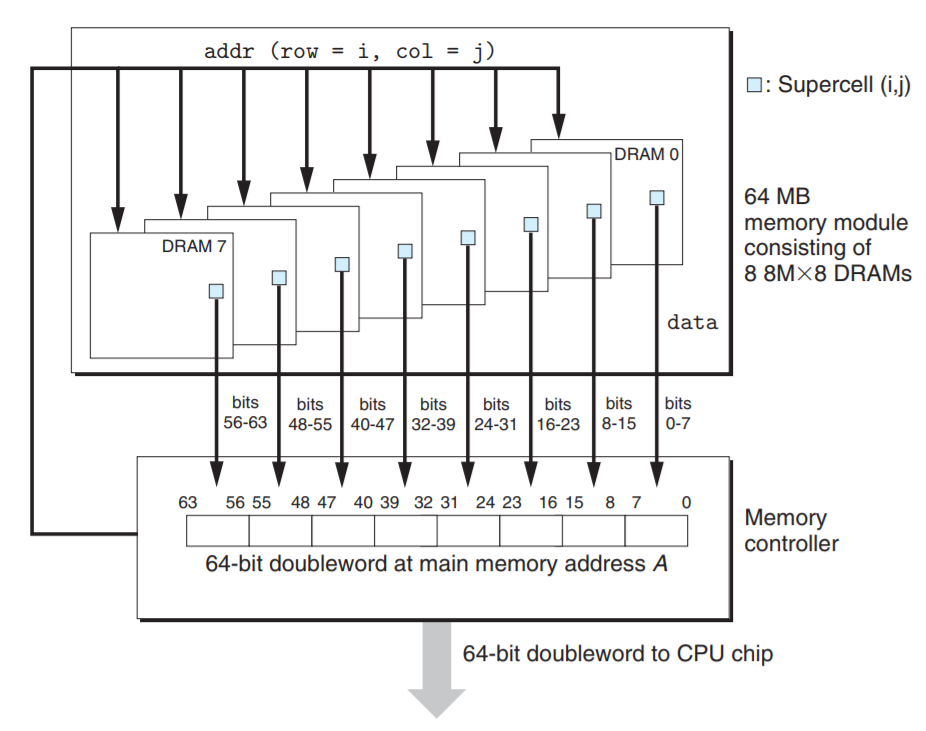 addr (row = i, col = j)
: Supercell (i,j)
DRAM 0
DRAM 7
64 MB
memory module
consisting of
8 8M×8 DRAMs
data
bits
56-63
bits
48-55
bits
40-47
bits
32-39
bits
24-31
bits
16-23
bits
8-15
bits
0-7
63 56 55 48 47 40 39 32 31 24 23 16 15 8 7 0
64-bit doubleword at main memory address A
Memory
controller
64-bit doubleword to CPU chip